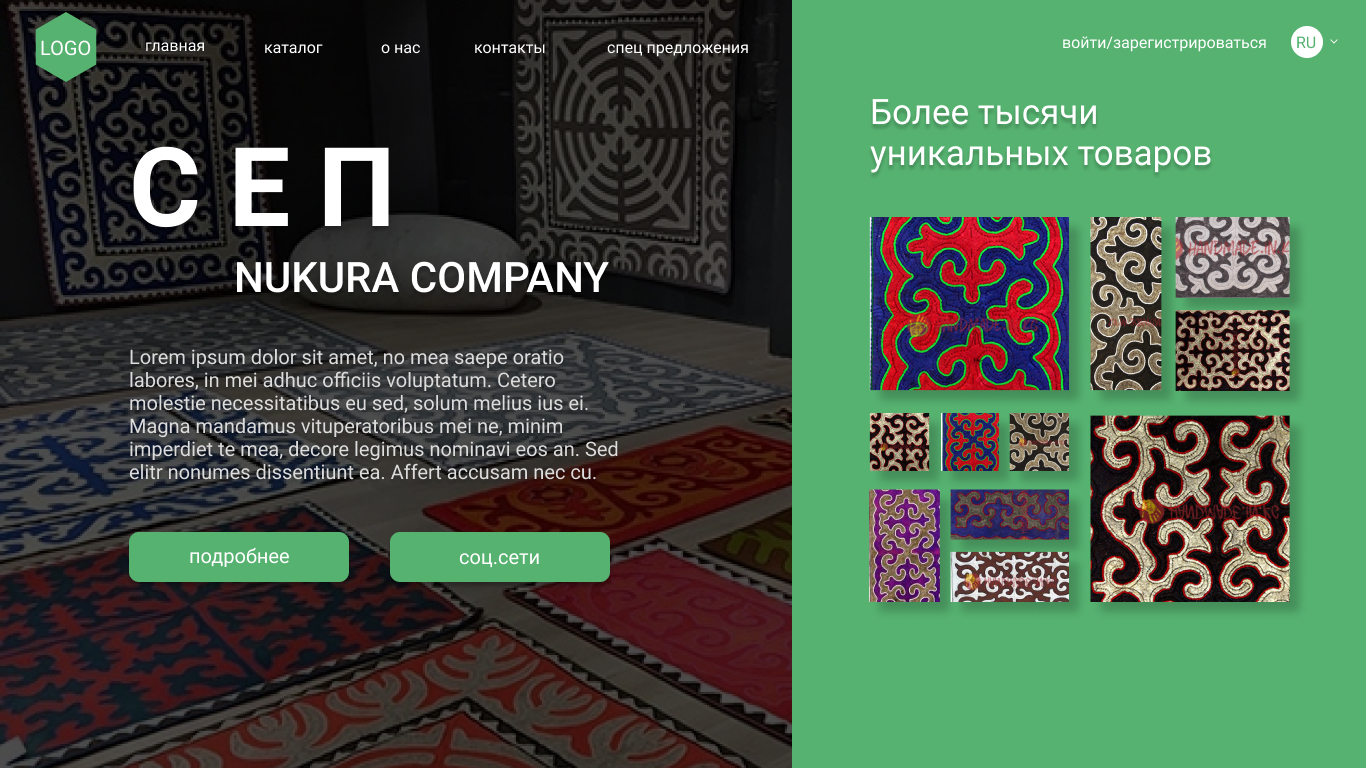 LOGO
главная
каталог
о нас
контакты
спец предложения
войти/зарегистрироваться
RU
СЕП
NUKURA COMPANY
Lorem ipsum dolor sit amet, no mea saepe oratio
labores, in mei adhuc officiis voluptatum. Cetero
molestie necessitatibus eu sed, solum melius ius ei.
Magna mandamus vituperatoribus mei ne, minim
imperdiet te mea, decore legimus nominavi eos an. Sed
elitr nonumes dissentiunt ea. Affert accusam nec cu.
подробнее
соц.сети
Более тысячи
уникальных товаров